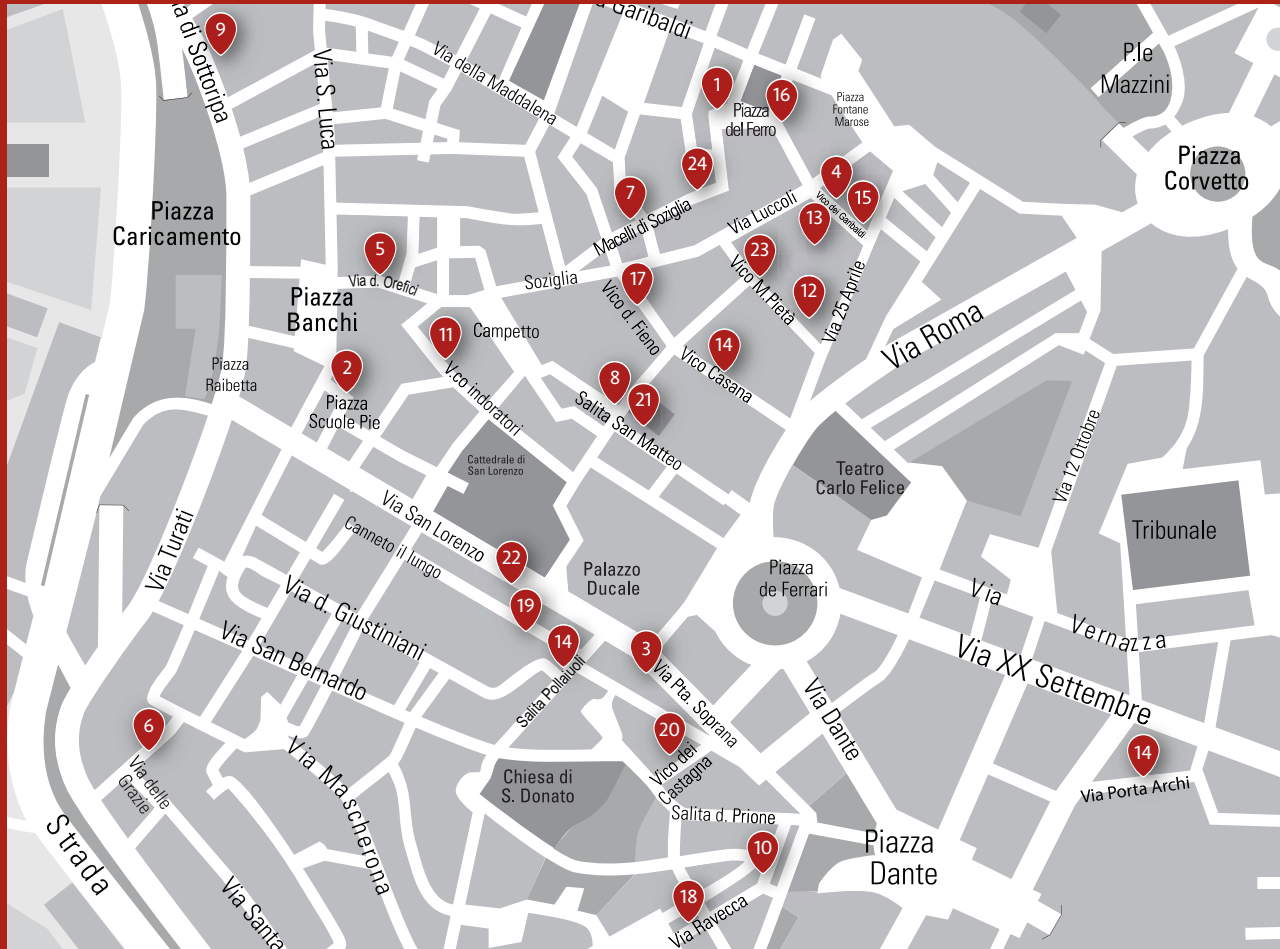 9
a di Sottoripa
Via S. Luca
Via della Maddalena
a Garibaldi
1
16
Piazza
del Ferro
Piazza
Fontane
Marose
P.le
Mazzini
Piazza
Corvetto
24
7
4
15
13
Vico dei Garibaldi
Macelli di Soziglia
Via Luccoli
23
Vico M.Pietà
12
Via 25 Aprile
Piazza
Caricamento
5
Via d. Orefici
Soziglia
17
Vico d. Fieno
Piazza
Banchi
11
Campetto
14
Vico Casana
Via Roma
Piazza
Raibetta
2
Piazza
Scuole Pie
V.co indoratori
8
21
Salita San Matteo
Cattedrale di
San Lorenzo
Teatro
Carlo Felice
Via 12 Ottobre
Tribunale
Via San Lorenzo
Canneto il lungo
Via Turati
22
19
14
3
Palazzo
Ducale
Piazza
de Ferrari
Via
Vernazza
Via XX Settembre
Via d. Giustiniani
Via San Bernardo
Salita Pollaiuoli
Via Pta. Soprana
Via Dante
6
Via delle
Grazie
Via Mascherona
20
Vico dei
Castagna
Chiesa di
S. Donato
14
Via Porta Archi
Salita d. Prione
10
Piazza
Dante
18
Via Ravecca
Strada
Via Santa